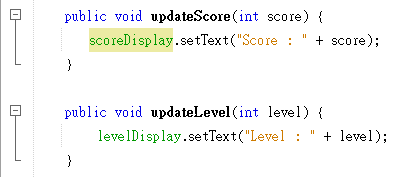 public void updateScore(int score) {
scoreDisplay.setText("Score : " + score);
}
public void updateLevel(int level) {
levelDisplay.setText("Level : " + level);
}